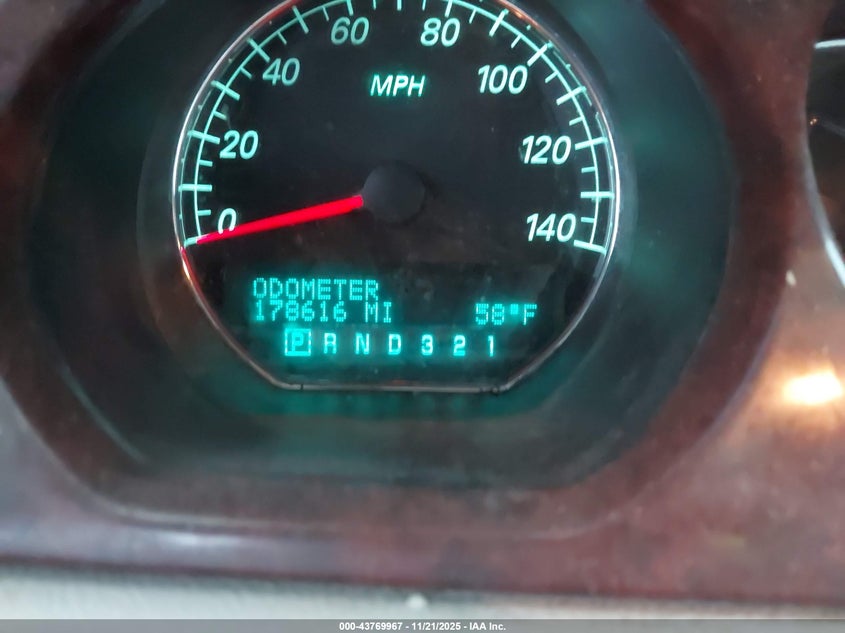 60 80
40 MPH 100
20 120
0 140
ODOMETER
178616 MI 58°F
P R N D 3 2 1
000-43769967 - 11/21/2025 - IAA Inc.